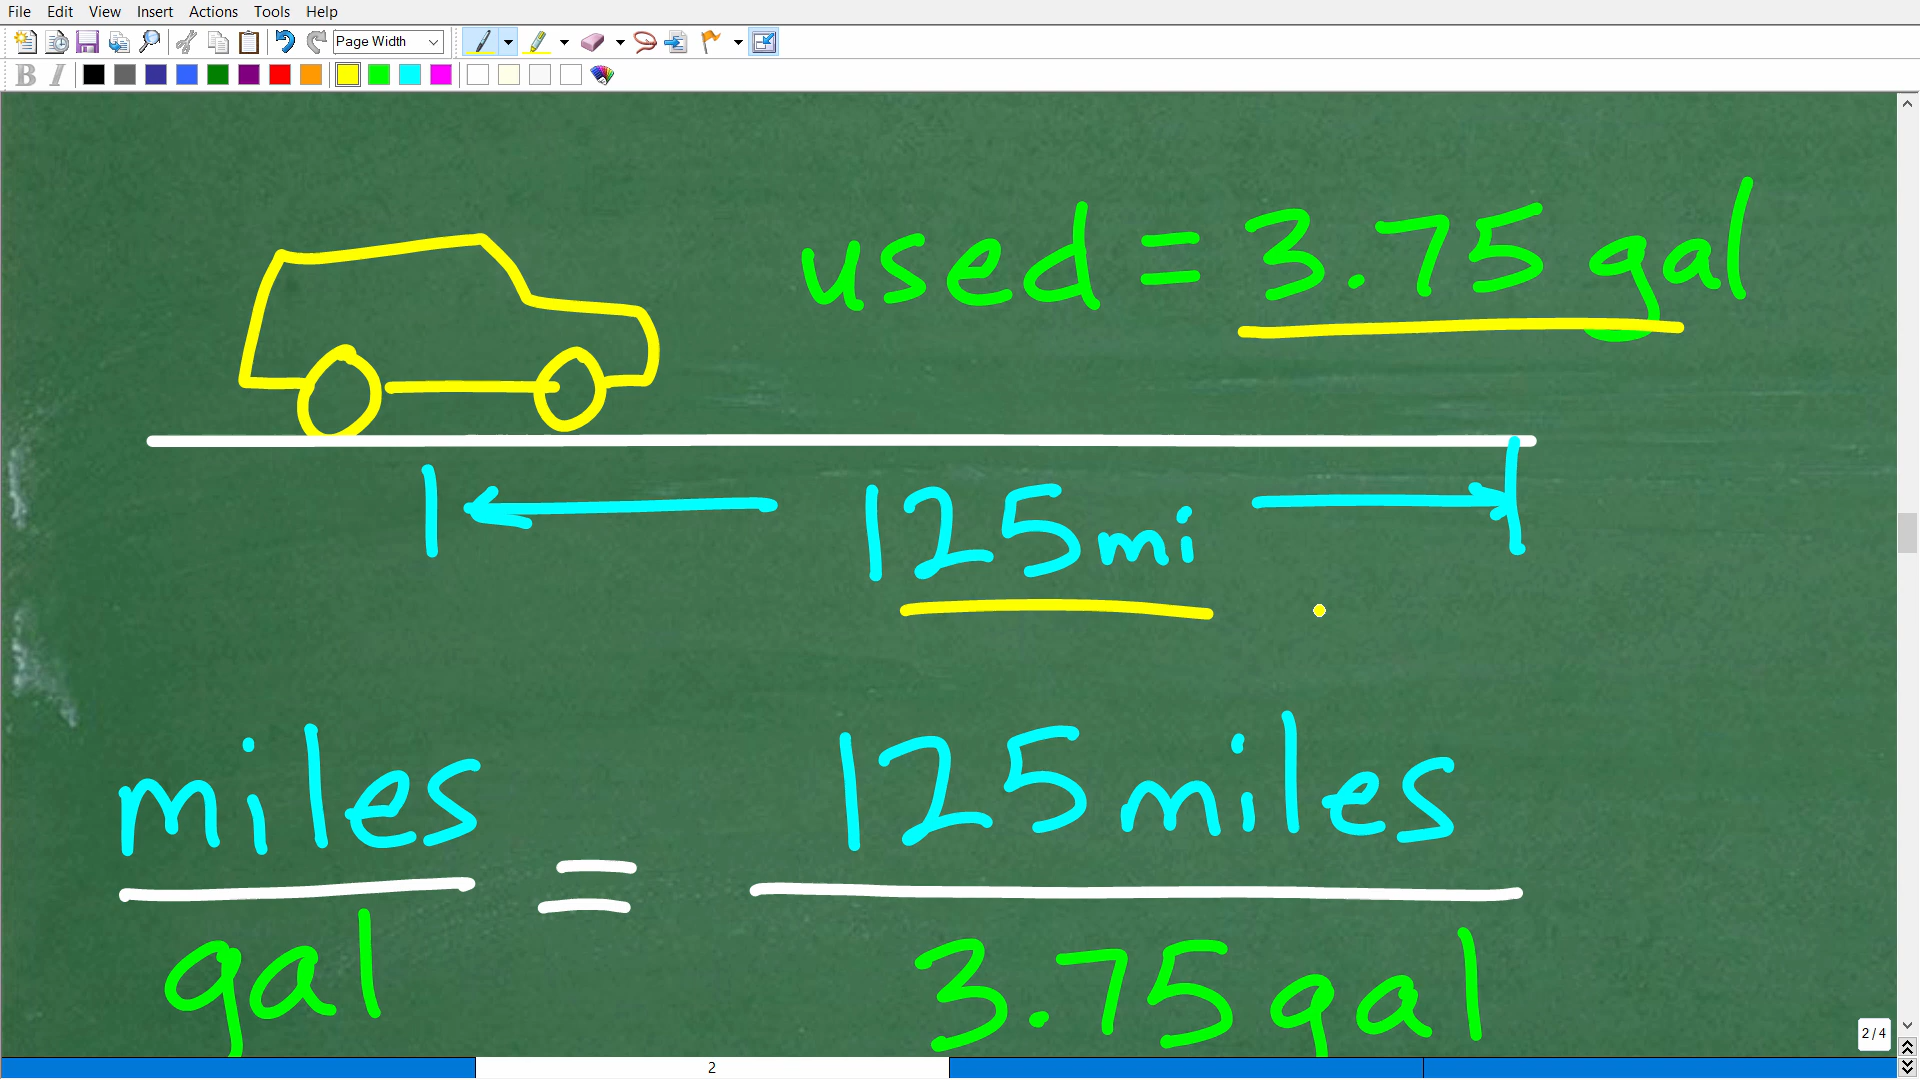 File Edit View Insert Actions Tools Help
Page Width
B I
used = 3.75 gal
125 mi
miles = 125 miles
gal 3.75 gal
2 / 4
2